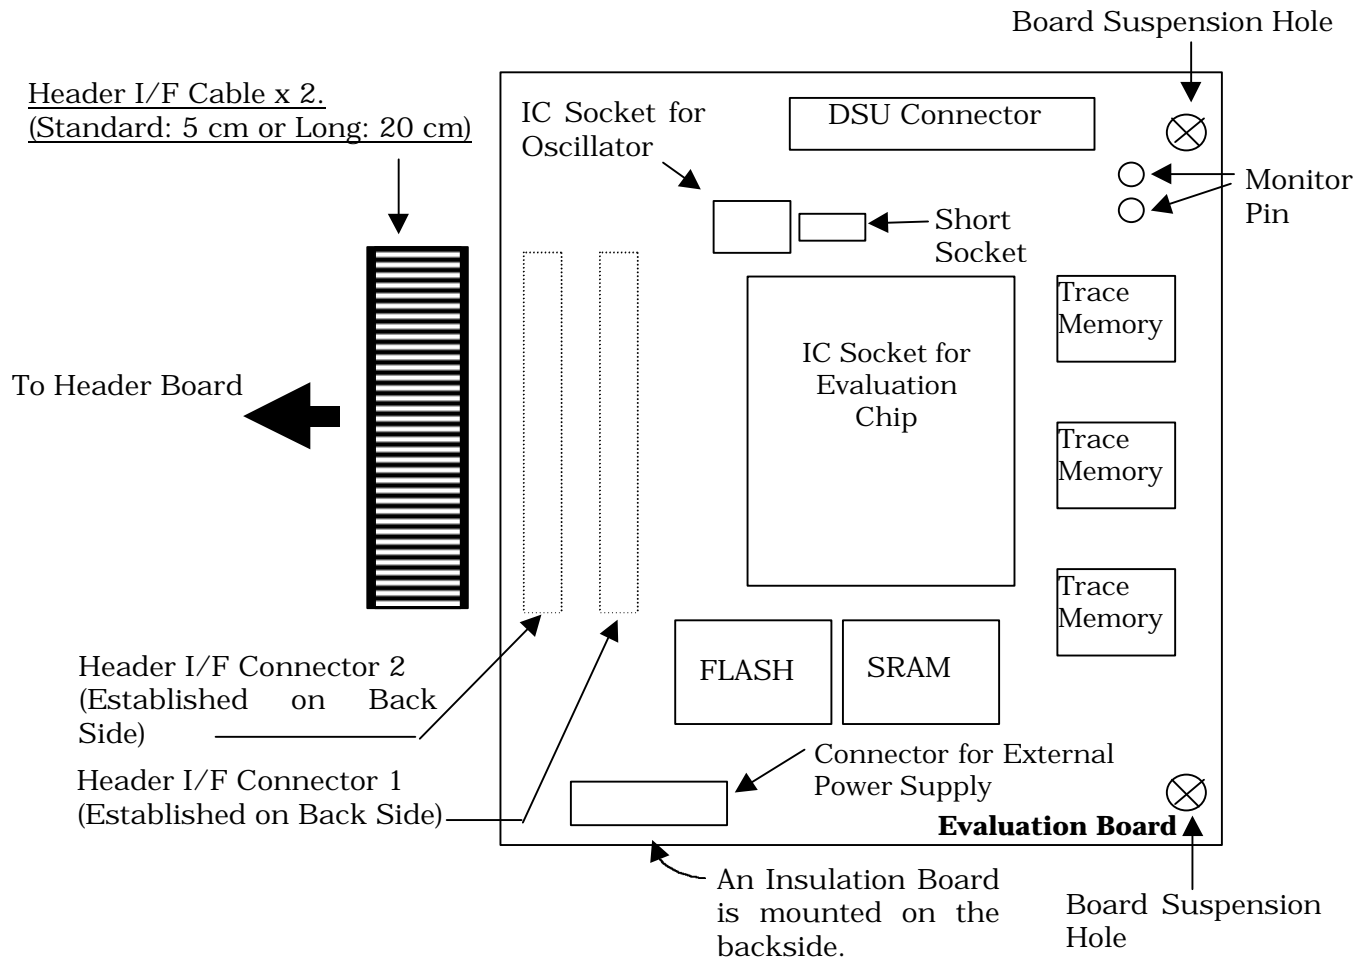 Board Suspension Hole
Header I/F Cable x 2.
(Standard: 5 cm or Long: 20 cm)
IC Socket for
Oscillator
DSU Connector
Monitor
Pin
Short
Socket
Trace
Memory
IC Socket for
Evaluation
Chip
To Header Board
Trace
Memory
Trace
Memory
Header I/F Connector 2
(Established on Back
Side)
FLASH
SRAM
Header I/F Connector 1
(Established on Back Side)
Connector for External
Power Supply
Evaluation Board
An Insulation Board
is mounted on the
backside.
Board Suspension
Hole